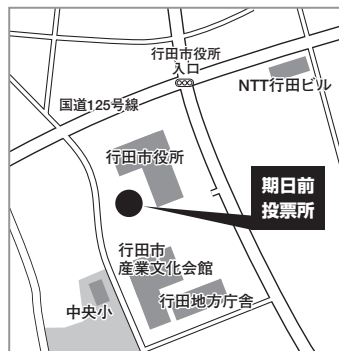 行田市役所
入口
NTT行田ビル
国道125号線
行田市役所
期日前
投票所
行田市
産業文化会館
行田地方庁舎
中央小